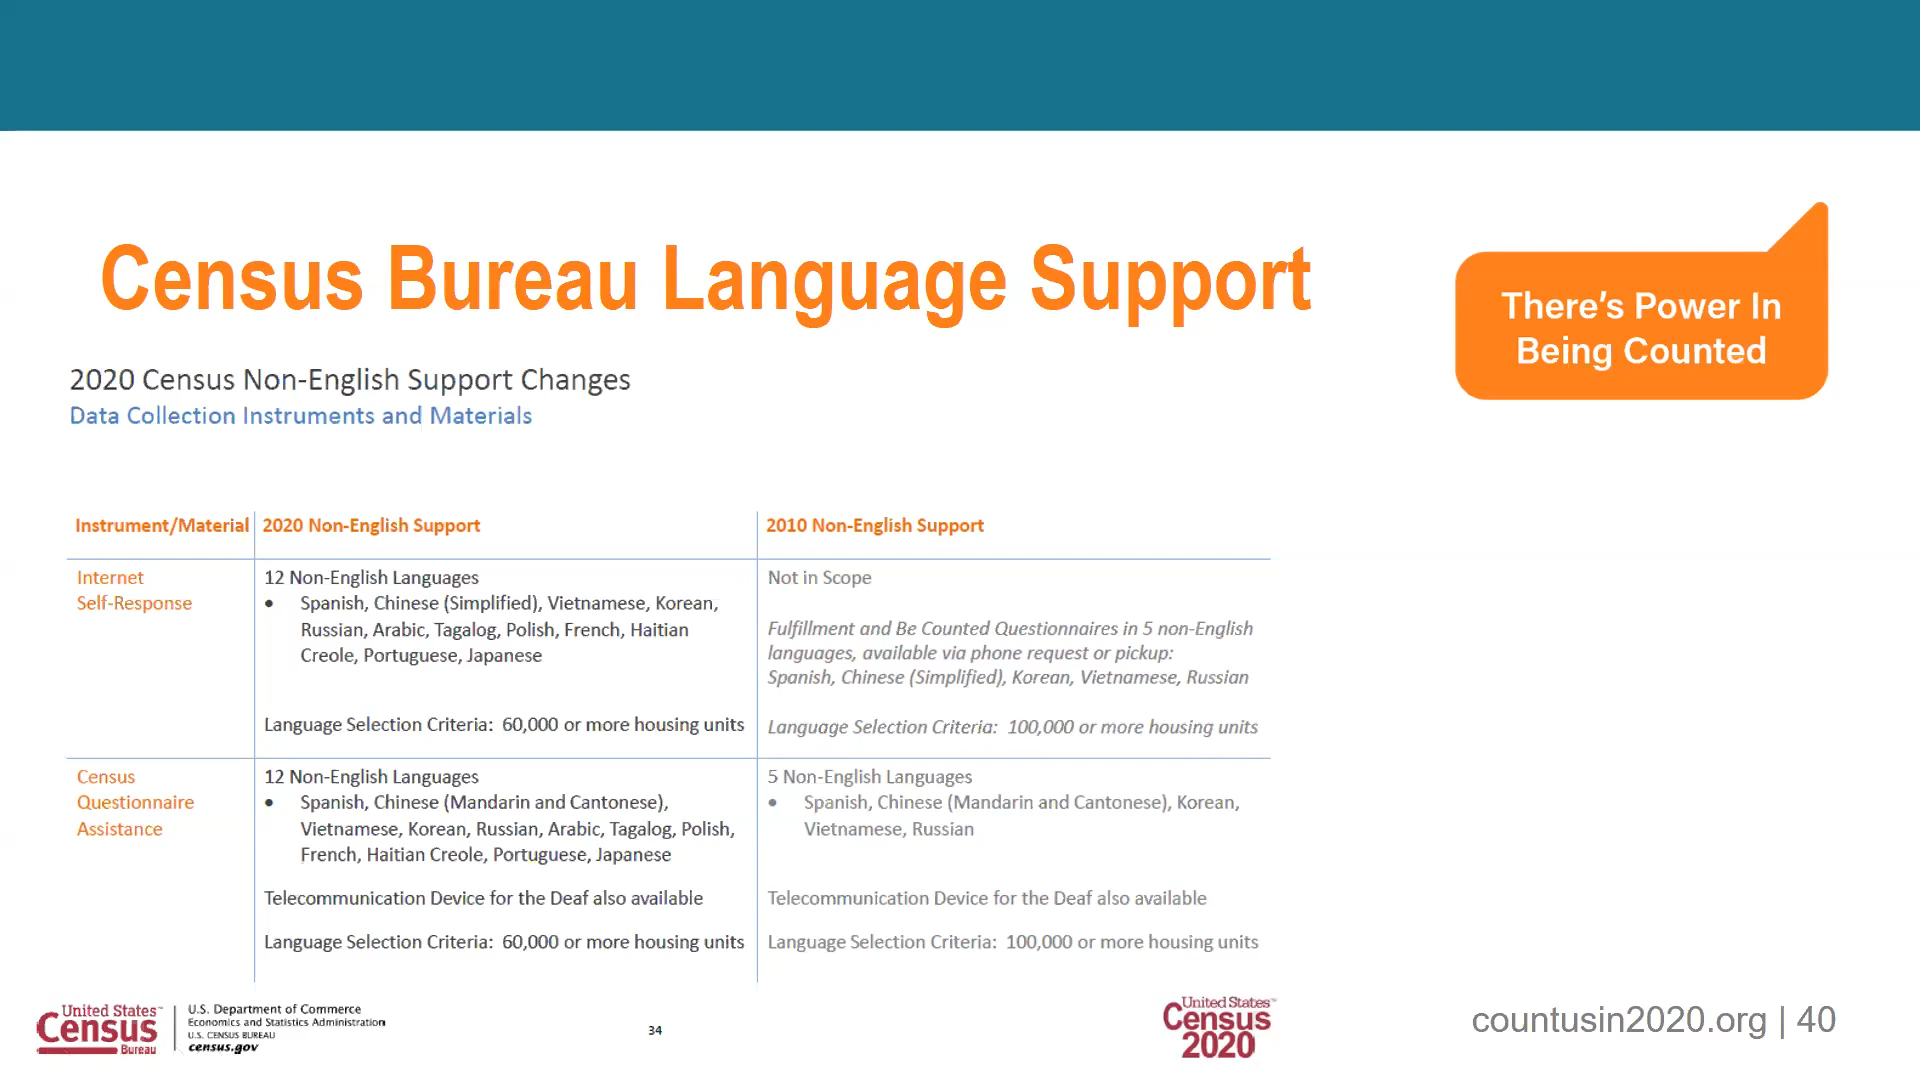 Census Bureau Language Support
There's Power In
Being Counted
2020 Census Non-English Support Changes
Data Collection Instruments and Materials
Instrument/Material
2020 Non-English Support
2010 Non-English Support
Internet
Self-Response
12 Non-English Languages
• Spanish, Chinese (Simplified), Vietnamese, Korean,
Russian, Arabic, Tagalog, Polish, French, Haitian
Creole, Portuguese, Japanese
Language Selection Criteria: 60,000 or more housing units
Not in Scope
Fulfillment and Be Counted Questionnaires in 5 non-English
languages, available via phone request or pickup:
Spanish, Chinese (Simplified), Korean, Vietnamese, Russian
Language Selection Criteria: 100,000 or more housing units
Census
Questionnaire
Assistance
12 Non-English Languages
• Spanish, Chinese (Mandarin and Cantonese),
Vietnamese, Korean, Russian, Arabic, Tagalog, Polish,
French, Haitian Creole, Portuguese, Japanese
Telecommunication Device for the Deaf also available
Language Selection Criteria: 60,000 or more housing units
5 Non-English Languages
• Spanish, Chinese (Mandarin and Cantonese), Korean,
Vietnamese, Russian
Telecommunication Device for the Deaf also available
Language Selection Criteria: 100,000 or more housing units
United States™
Census
Bureau
U.S. Department of Commerce
Economics and Statistics Administration
U.S. CENSUS BUREAU
census.gov
34
United States™
Census
2020
countusin2020.org | 40